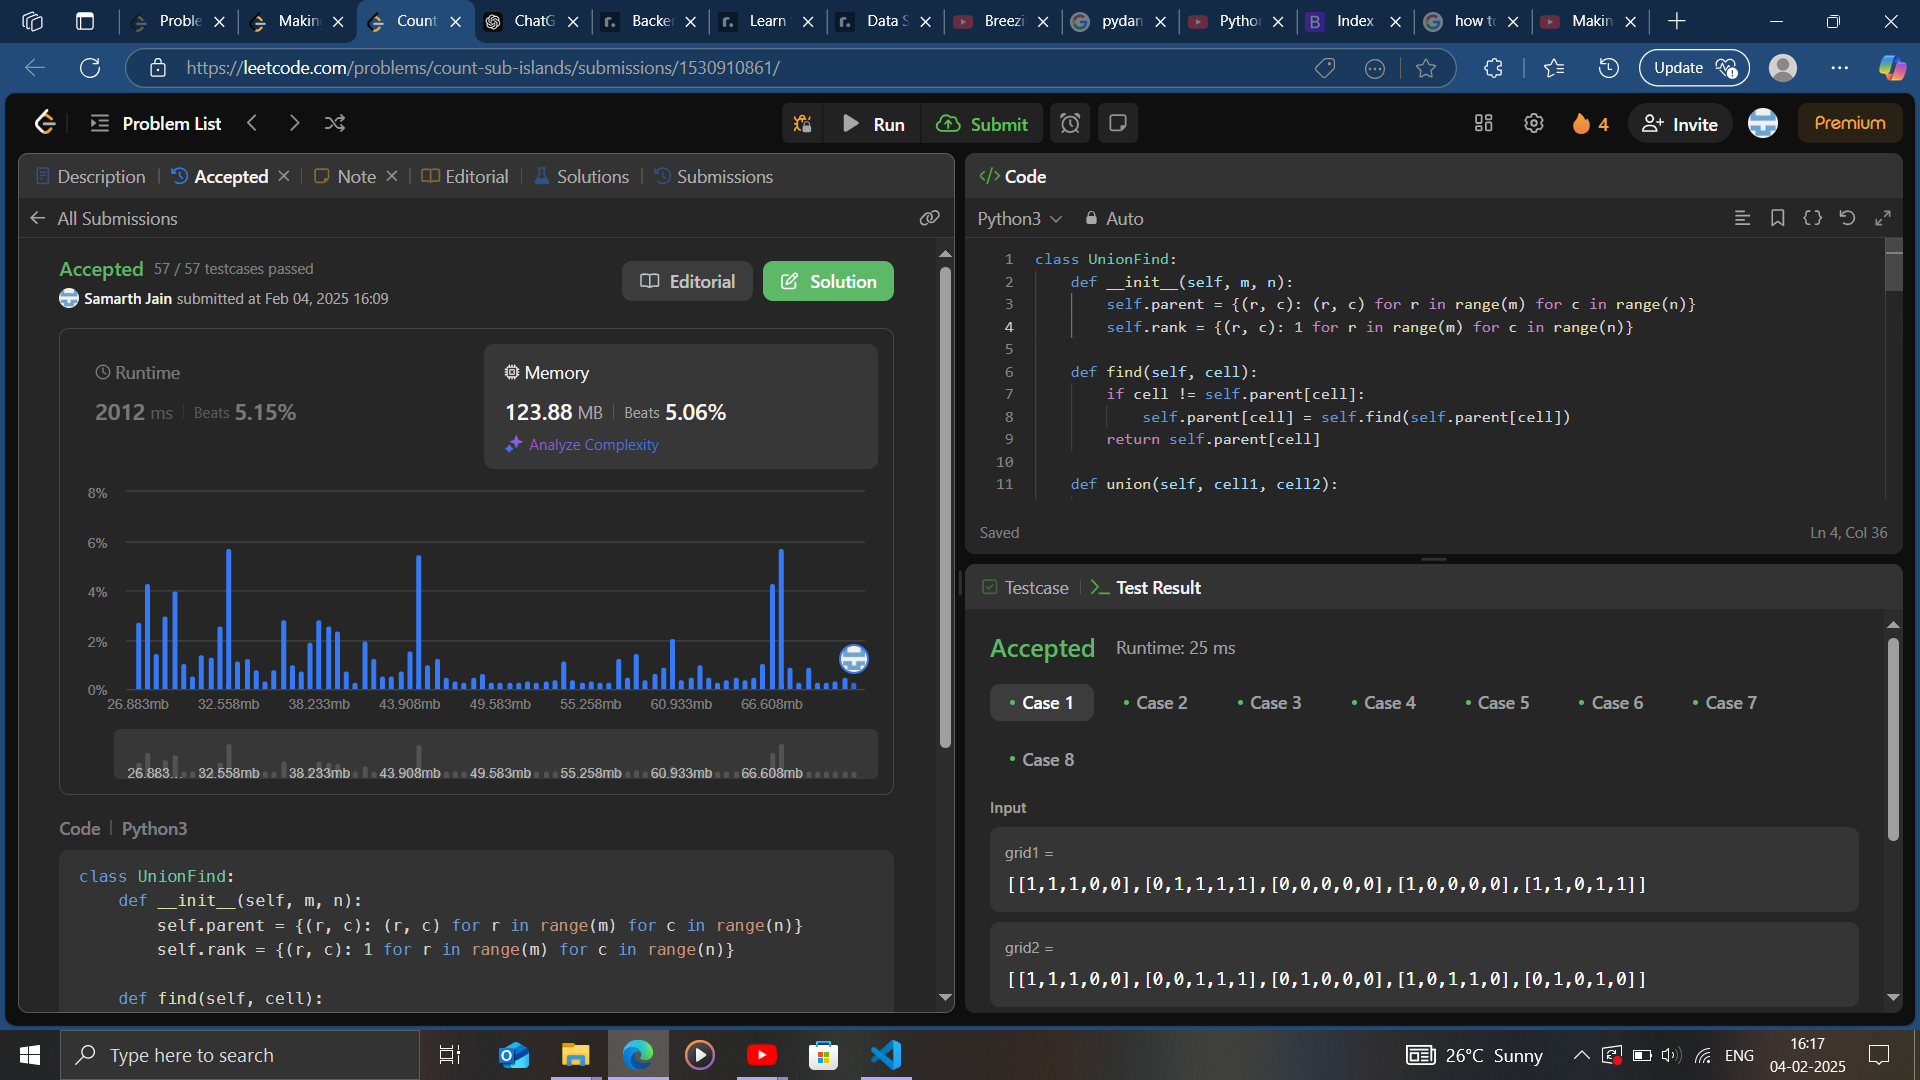 Proble
Makin
Count
ChatG
Backer
Learn
Data S
Breezi
pydan
Pytho
Index
how to
Makin
https://leetcode.com/problems/count-sub-islands/submissions/1530910861/
Update
Problem List
Run
Submit
4
Invite
Premium
Description
Accepted
Note
Editorial
Solutions
Submissions
All Submissions
Accepted 57 / 57 testcases passed
Samarth Jain submitted at Feb 04, 2025 16:09
Editorial
Solution
Runtime
2012 ms Beats 5.15%
Memory
123.88 MB Beats 5.06%
Analyze Complexity
8%
6%
4%
2%
0%
26.883mb 32.558mb 38.233mb 43.908mb 49.583mb 55.258mb 60.933mb 66.608mb
26.883... 32.558mb 38.233mb 43.908mb 49.583mb 55.258mb 60.933mb 66.608mb
Code | Python3
class UnionFind:
def __init__(self, m, n):
self.parent = {(r, c): (r, c) for r in range(m) for c in range(n)}
self.rank = {(r, c): 1 for r in range(m) for c in range(n)}
def find(self, cell):
</> Code
Python3
Auto
1 class UnionFind:
2 def __init__(self, m, n):
3 self.parent = {(r, c): (r, c) for r in range(m) for c in range(n)}
4 self.rank = {(r, c): 1 for r in range(m) for c in range(n)}
5
6 def find(self, cell):
7 if cell != self.parent[cell]:
8 self.parent[cell] = self.find(self.parent[cell])
9 return self.parent[cell]
10
11 def union(self, cell1, cell2):
Saved
Ln 4, Col 36
Testcase
>_ Test Result
Accepted Runtime: 25 ms
• Case 1 • Case 2 • Case 3 • Case 4 • Case 5 • Case 6 • Case 7
• Case 8
Input
grid1 =
[[1,1,1,0,0],[0,1,1,1,1],[0,0,0,0,0],[1,0,0,0,0],[1,1,0,1,1]]
grid2 =
[[1,1,1,0,0],[0,0,1,1,1],[0,1,0,0,0],[1,0,1,1,0],[0,1,0,1,0]]
Type here to search
26°C Sunny
ENG
16:17
04-02-2025